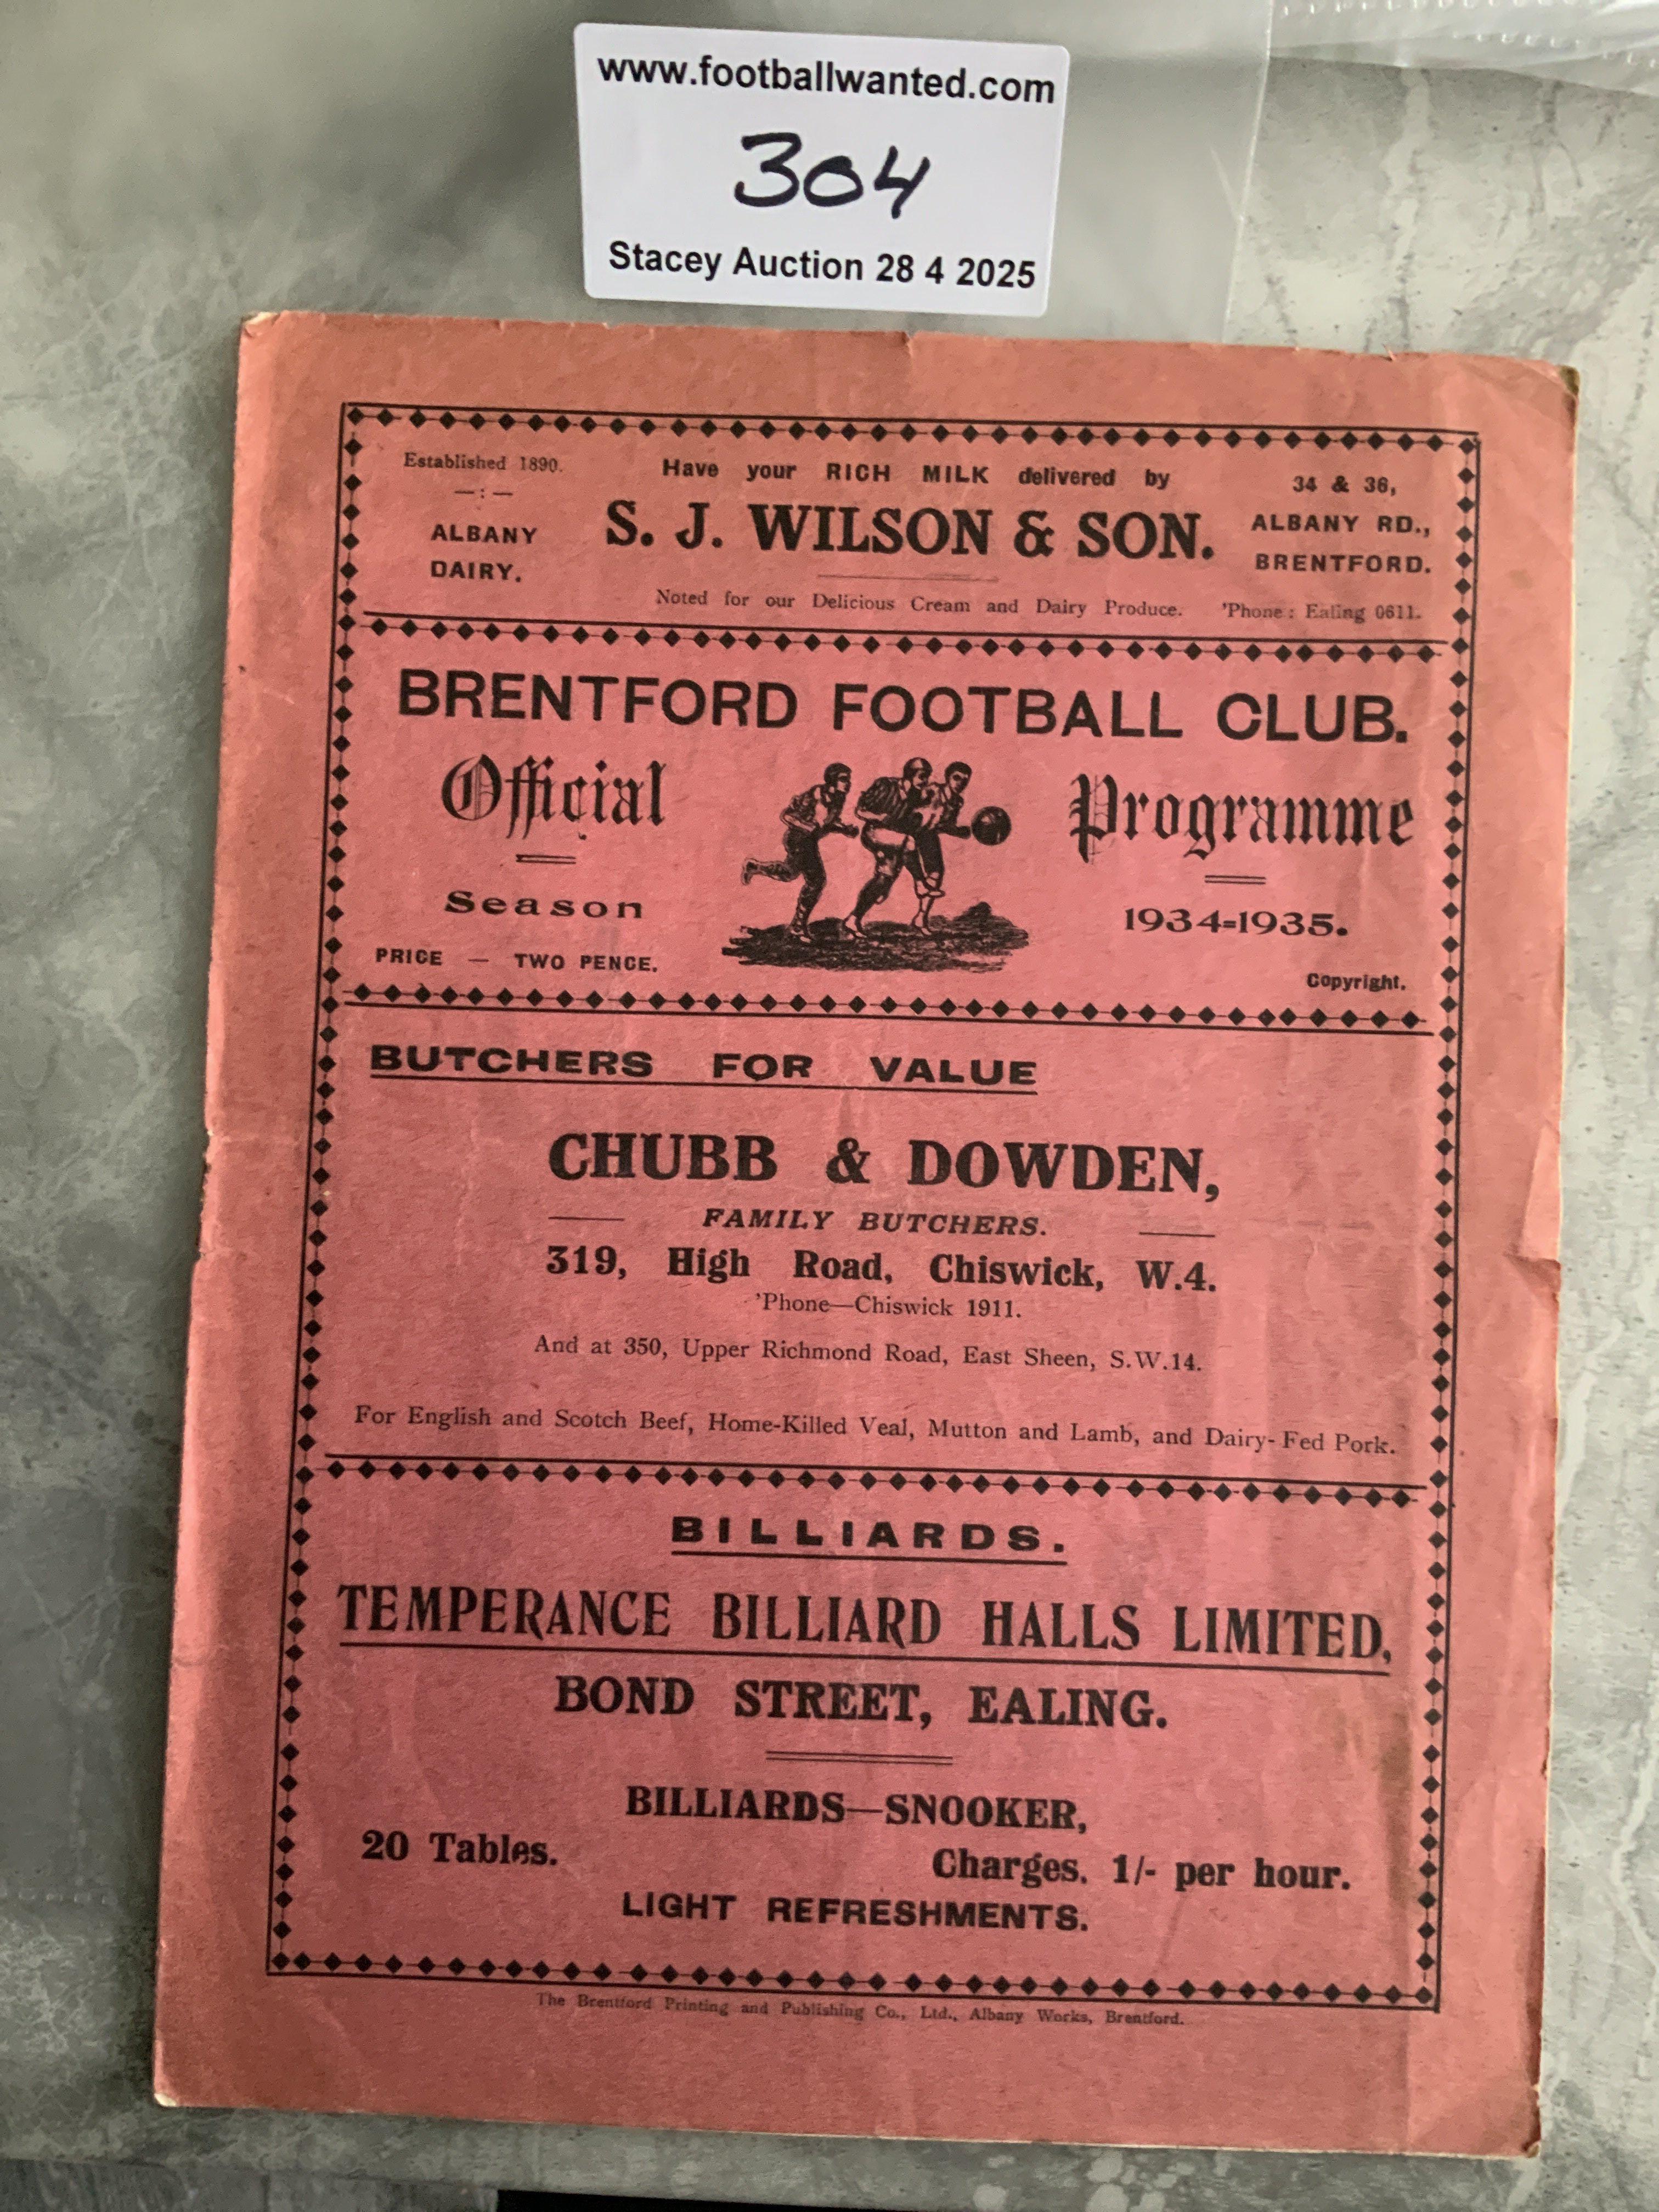 www.footballwanted.com
304
Stacey Auction 28 4 2025
Established 1890.
ALBANY
DAIRY.
Have your RICH MILK delivered by
S. J. WILSON & SON.
34 & 36,
ALBANY RD.,
BRENTFORD.
Noted for our Delicious Cream and Dairy Produce. 'Phone: Ealing 0611.
BRENTFORD FOOTBALL CLUB.
Official Programme
Season 1934-1935.
PRICE — TWO PENCE.
Copyright.
BUTCHERS FOR VALUE
CHUBB & DOWDEN,
FAMILY BUTCHERS.
319, High Road, Chiswick, W.4.
'Phone—Chiswick 1911.
And at 350, Upper Richmond Road, East Sheen, S.W.14.
For English and Scotch Beef, Home-Killed Veal, Mutton and Lamb, and Dairy-Fed Pork.
BILLIARDS.
TEMPERANCE BILLIARD HALLS LIMITED,
BOND STREET, EALING.
BILLIARDS—SNOOKER,
20 Tables. Charges. 1/- per hour.
LIGHT REFRESHMENTS.
The Brentford Printing and Publishing Co., Ltd., Albany Works, Brentford.